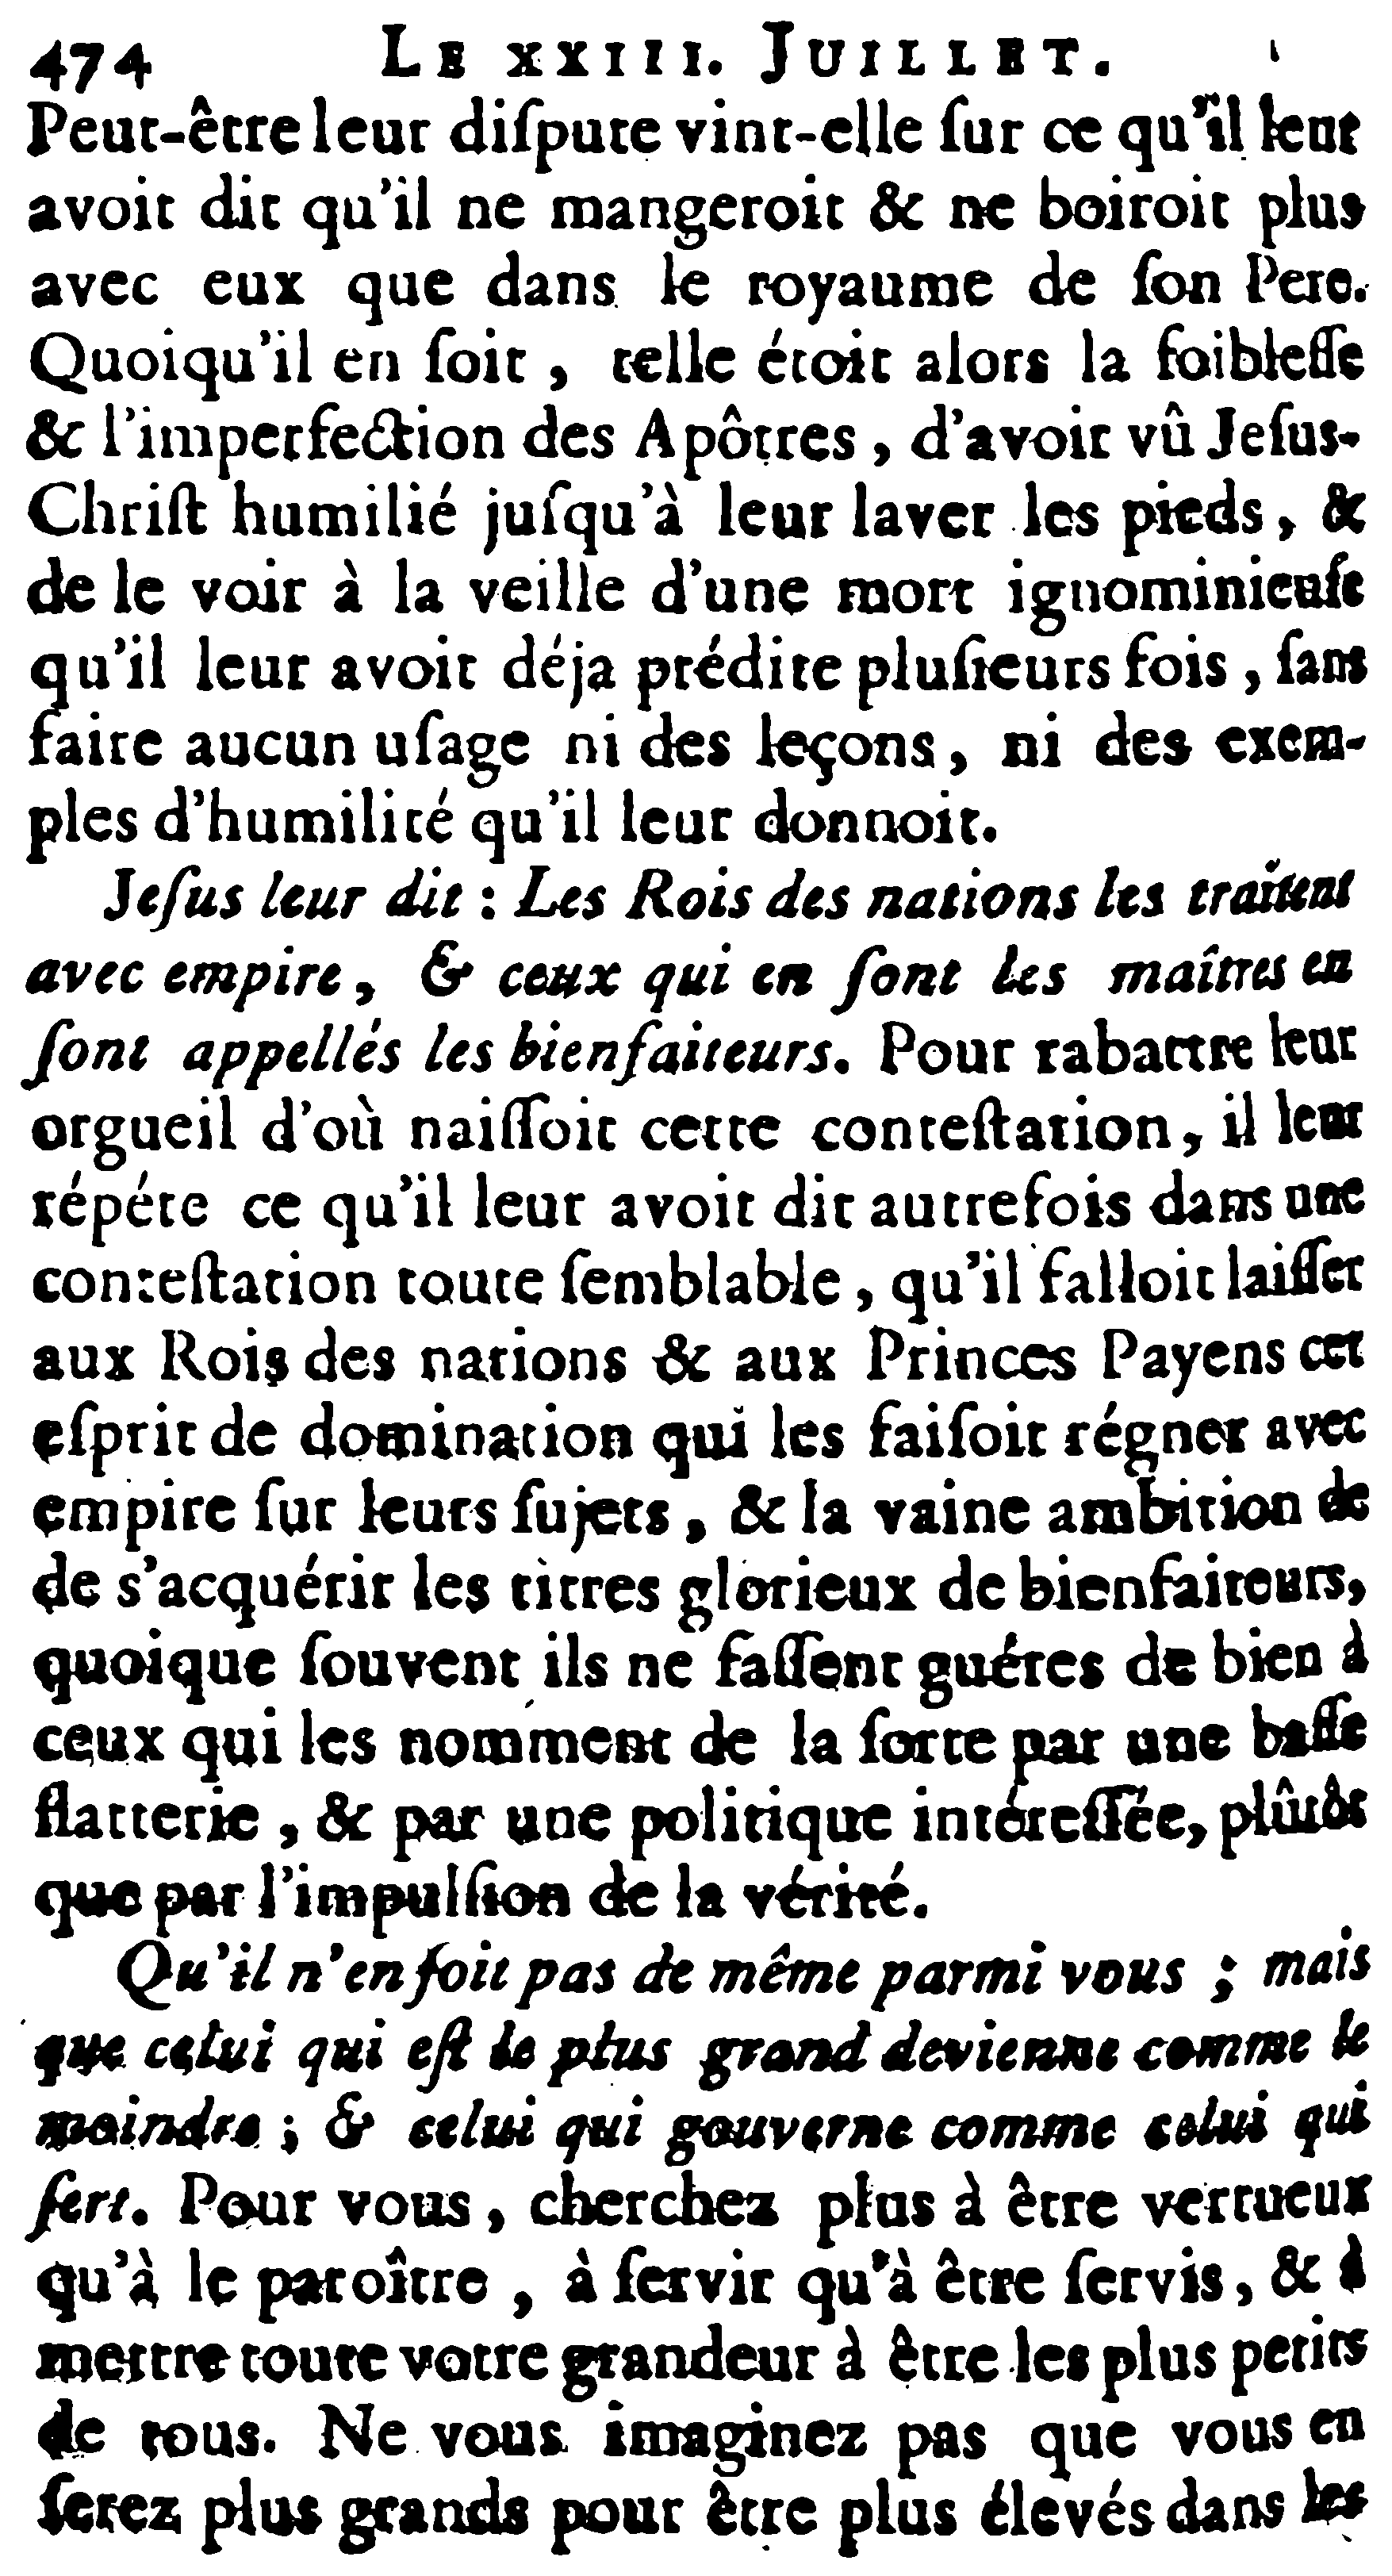 474 LE XXIII. JUILLET.
Peut-être leur diſpute vint-elle ſur ce qu'il leur
avoit dit qu'il ne mangeroit & ne boiroit plus
avec eux que dans le royaume de ſon Pere.
Quoiqu'il en ſoit, telle étoit alors la foibleſſe
& l'imperfection des Apôtres, d'avoir vû Jeſus-
Chriſt humilié juſqu'à leur laver les pieds, &
de le voir à la veille d'une mort ignominieuſe
qu'il leur avoit déja prédite pluſieurs fois, ſans
faire aucun uſage ni des leçons, ni des exem-
ples d'humilité qu'il leur donnoit.
Jeſus leur dit : Les Rois des nations les traitent
avec empire, & ceux qui en ſont les maîtres en
ſont appellés les bienfaiteurs. Pour rabattre leur
orgueil d'où naiſſoit cette conteſtation, il leur
répéte ce qu'il leur avoit dit autrefois dans une
conteſtation toute ſemblable, qu'il falloit laiſſer
aux Rois des nations & aux Princes Payens cet
eſprit de domination qui les faiſoit régner avec
empire ſur leurs ſujets, & la vaine ambition de
de s'acquérir les titres glorieux de bienfaiteurs,
quoique ſouvent ils ne faſſent guéres de bien à
ceux qui les nomment de la ſorte par une baſſe
flatterie, & par une politique intéreſſée, plûtôt
que par l'impulſion de la vérité.
Qu'il n'en ſoit pas de même parmi vous ; mais
que celui qui eſt le plus grand devienne comme le
moindre ; & celui qui gouverne comme celui qui
ſert. Pour vous, cherchez plus à être vertueux
qu'à le paroître, à ſervir qu'à être ſervis, & à
mettre toute votre grandeur à être les plus petits
de tous. Ne vous imaginez pas que vous en
ſerez plus grands pour être plus élevés dans les